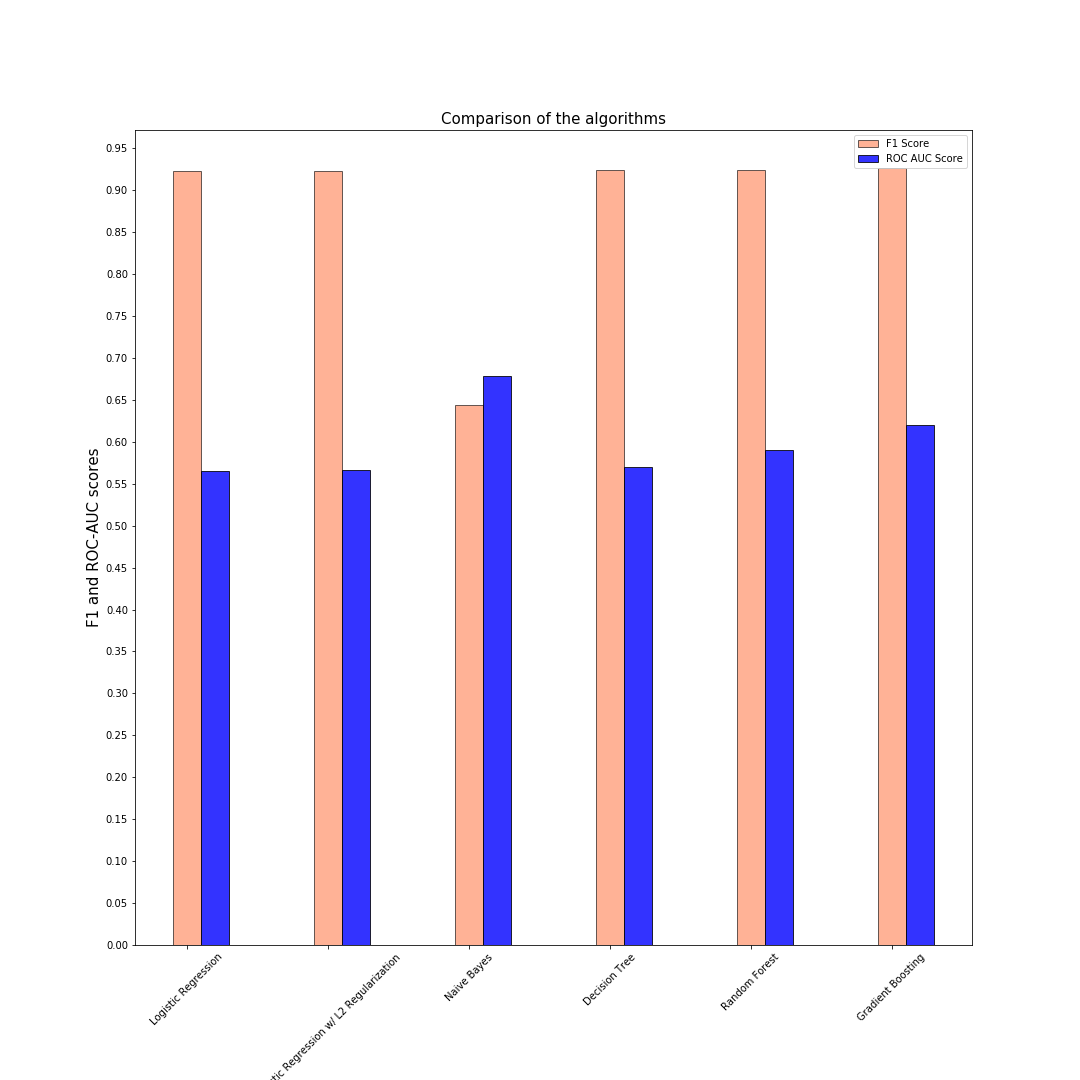 Comparison of the algorithms
F1 Score
ROC AUC Score
F1 and ROC-AUC scores
0.95
0.90
0.85
0.80
0.75
0.70
0.65
0.60
0.55
0.50
0.45
0.40
0.35
0.30
0.25
0.20
0.15
0.10
0.05
0.00
Logistic Regression
Regression w/ L2 Regularization
Naive Bayes
Decision Tree
Random Forest
Gradient Boosting